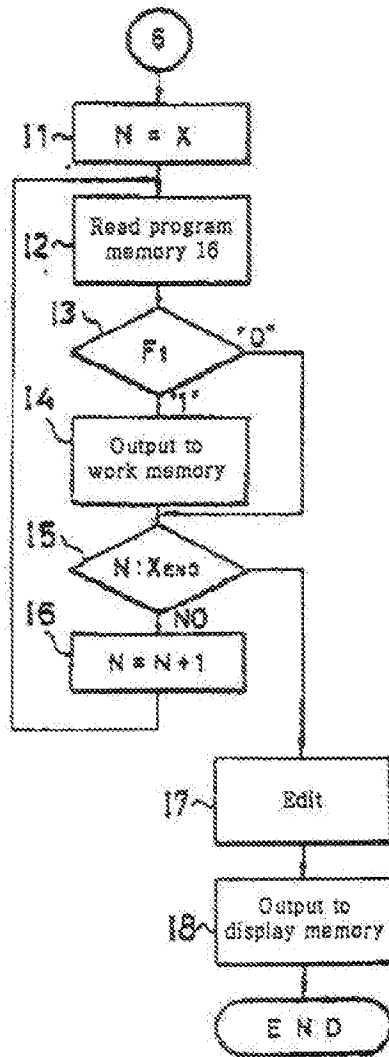 6
11
N = X
12
Read program
memory 16
13
F1
"0"
"1"
14
Output to
work memory
15
N:XEND
NO
16
N = N+1
17
Edit
18
Output to
display memory
E N D